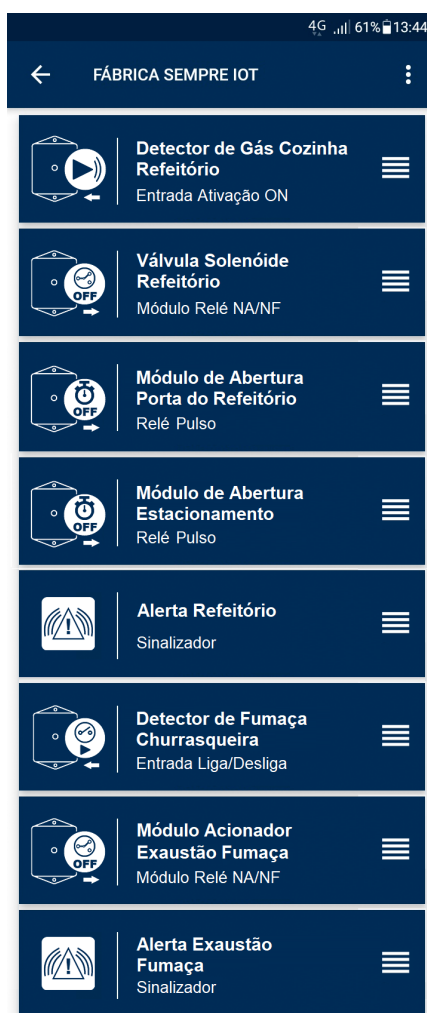 4G 61% 13:44
FÁBRICA SEMPRE IOT
Detector de Gás Cozinha
Refeitório
Entrada Ativação ON
Válvula Solenóide
Refeitório
OFF
Módulo Relé NA/NF
Módulo de Abertura
Porta do Refeitório
OFF
Relé Pulso
Módulo de Abertura
Estacionamento
OFF
Relé Pulso
Alerta Refeitório
Sinalizador
Detector de Fumaça
Churrasqueira
Entrada Liga/Desliga
Módulo Acionador
Exaustão Fumaça
OFF
Módulo Relé NA/NF
Alerta Exaustão
Fumaça
Sinalizador